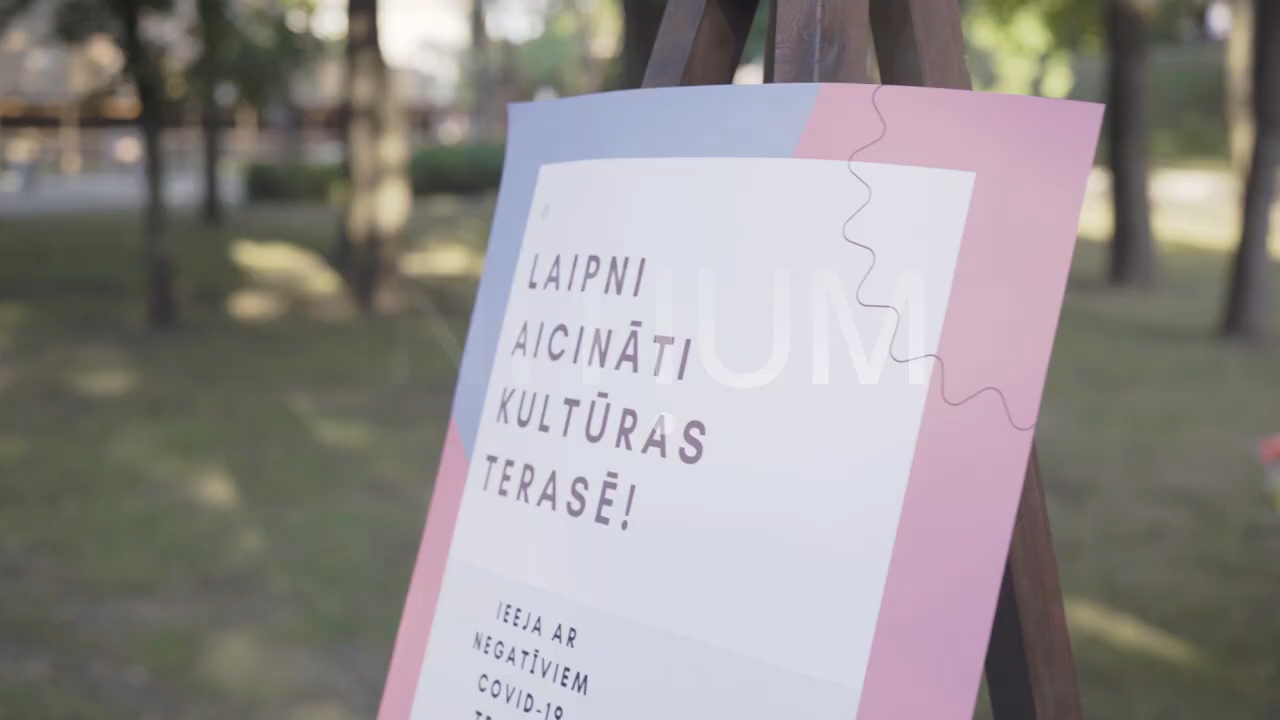 LAIPNI
AICINĀTI
KULTŪRAS
TERASĒ!
IEEJA AR
NEGATĪVIEM
COVID-19